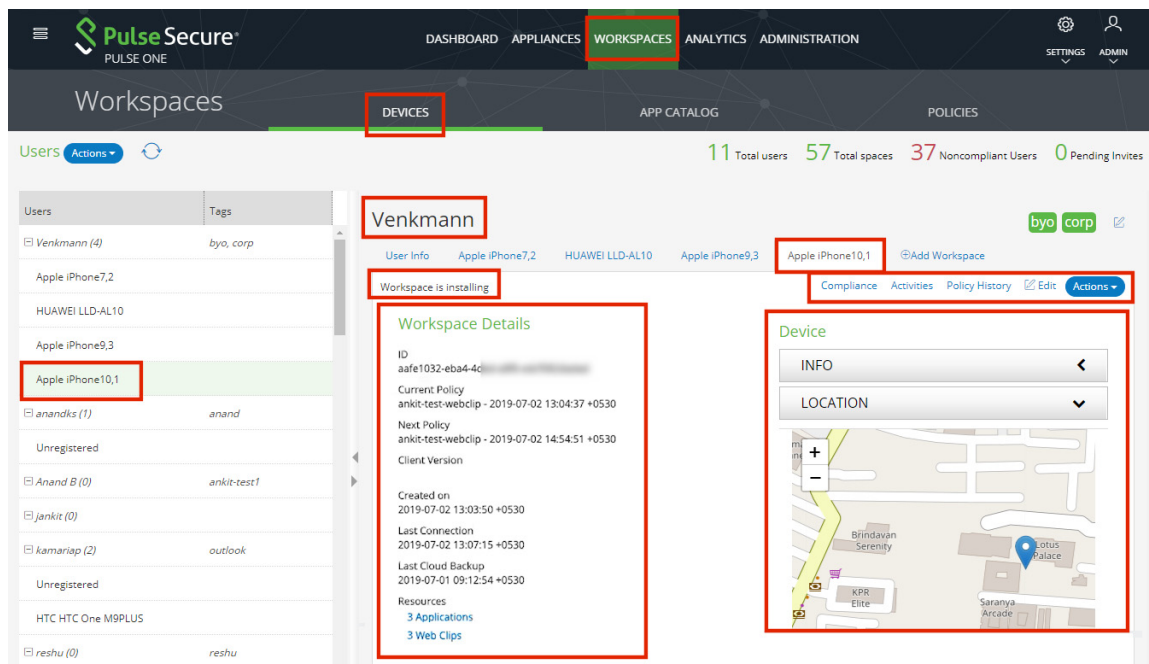 Pulse Secure®
PULSE ONE
DASHBOARD APPLIANCES WORKSPACES ANALYTICS ADMINISTRATION
SETTINGS ADMIN
Workspaces
DEVICES APP CATALOG POLICIES
Users Actions
11 Total users 57 Total spaces 37 Noncompliant Users 0 Pending Invites
Users Tags
Venkmann (4) byo, corp
Apple iPhone7,2
HUAWEI LLD-AL10
Apple iPhone9,3
Apple iPhone10,1
anandks (1) anand
Unregistered
Anand B (0) ankit-test1
jankit (0)
kamariap (2) outlook
Unregistered
HTC HTC One M9PLUS
reshu (0) reshu
Venkmann
byo corp
User Info Apple iPhone7,2 HUAWEI LLD-AL10 Apple iPhone9,3 Apple iPhone10,1 Add Workspace
Workspace is installing
Compliance Activities Policy History Edit Actions
Workspace Details
ID
aafe1032-eba4-4c
Current Policy
ankit-test-webclip - 2019-07-02 13:04:37 +0530
Next Policy
ankit-test-webclip - 2019-07-02 14:54:51 +0530
Client Version
Created on
2019-07-02 13:03:50 +0530
Last Connection
2019-07-02 13:07:15 +0530
Last Cloud Backup
2019-07-01 09:12:54 +0530
Resources
3 Applications
3 Web Clips
Device
INFO
LOCATION
+
−
Brindavan
Serenity
Lotus
Palace
KPR
Elite
Saranya
Arcade